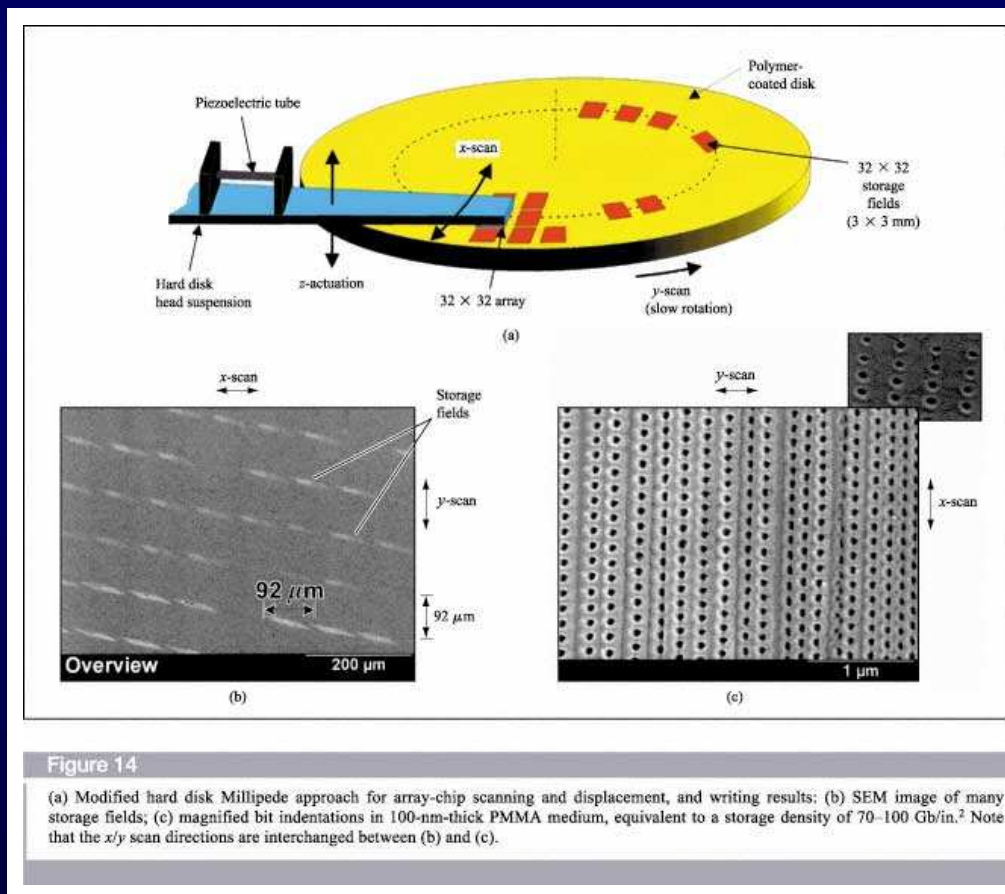 Polymer-
coated disk
Piezoelectric tube
x-scan
32 × 32
storage
fields
(3 × 3 mm)
Hard disk
head suspension
z-actuation
32 × 32 array
y-scan
(slow rotation)
(a)
x-scan
Storage
fields
y-scan
92 μm
92 μm
Overview
200 μm
(b)
y-scan
x-scan
1 μm
(c)
Figure 14
(a) Modified hard disk Millipede approach for array-chip scanning and displacement, and writing results: (b) SEM image of many
storage fields; (c) magnified bit indentations in 100-nm-thick PMMA medium, equivalent to a storage density of 70–100 Gb/in.² Note
that the x/y scan directions are interchanged between (b) and (c).